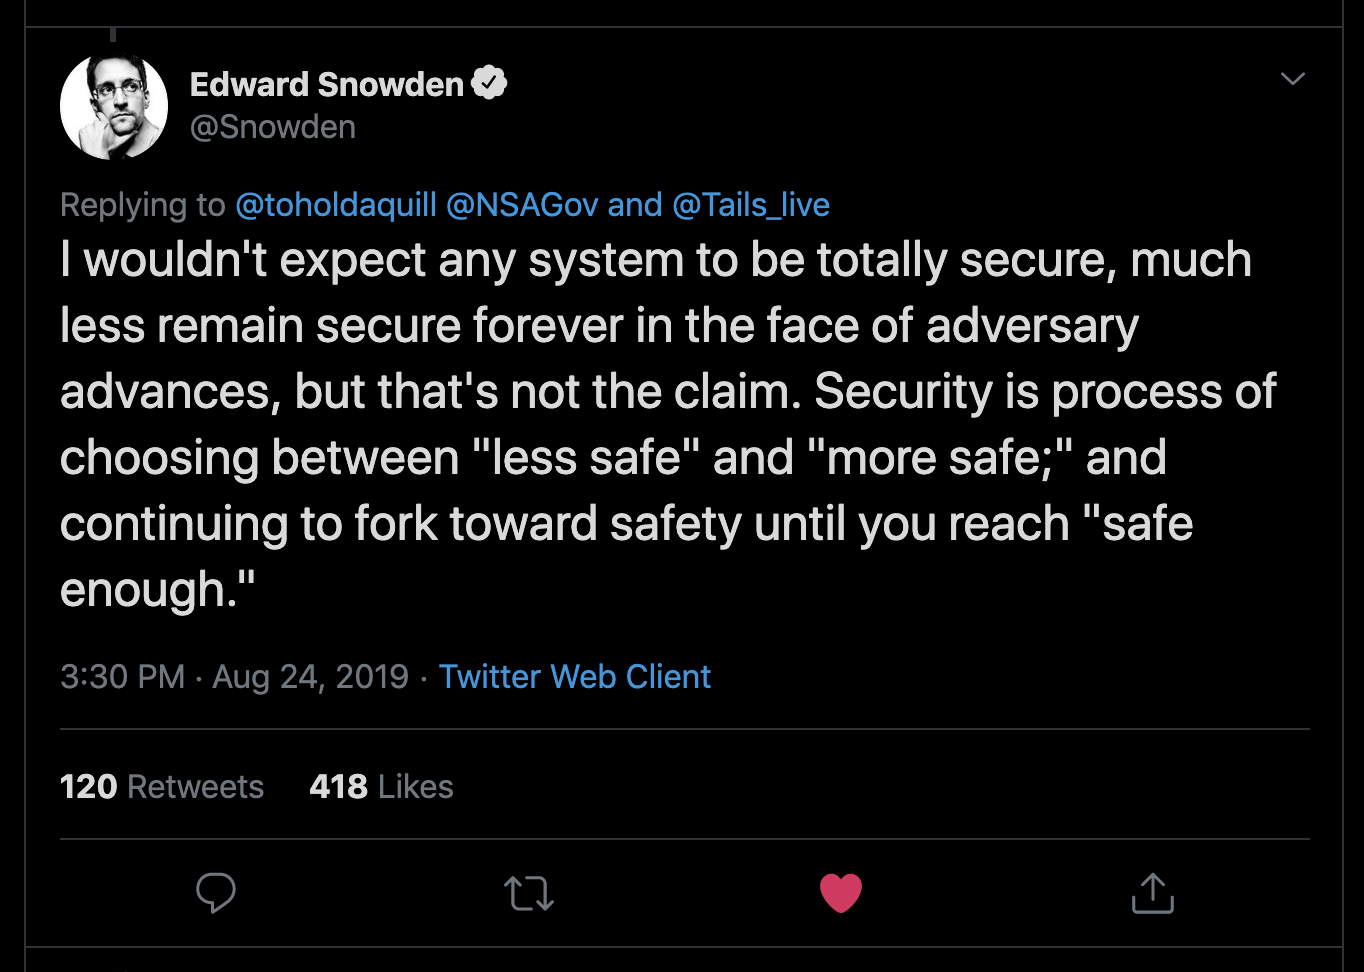 Edward Snowden
@Snowden
Replying to @toholdaquill @NSAGov and @Tails_live
I wouldn't expect any system to be totally secure, much
less remain secure forever in the face of adversary
advances, but that's not the claim. Security is process of
choosing between "less safe" and "more safe;" and
continuing to fork toward safety until you reach "safe
enough."
3:30 PM · Aug 24, 2019 · Twitter Web Client
120 Retweets 418 Likes